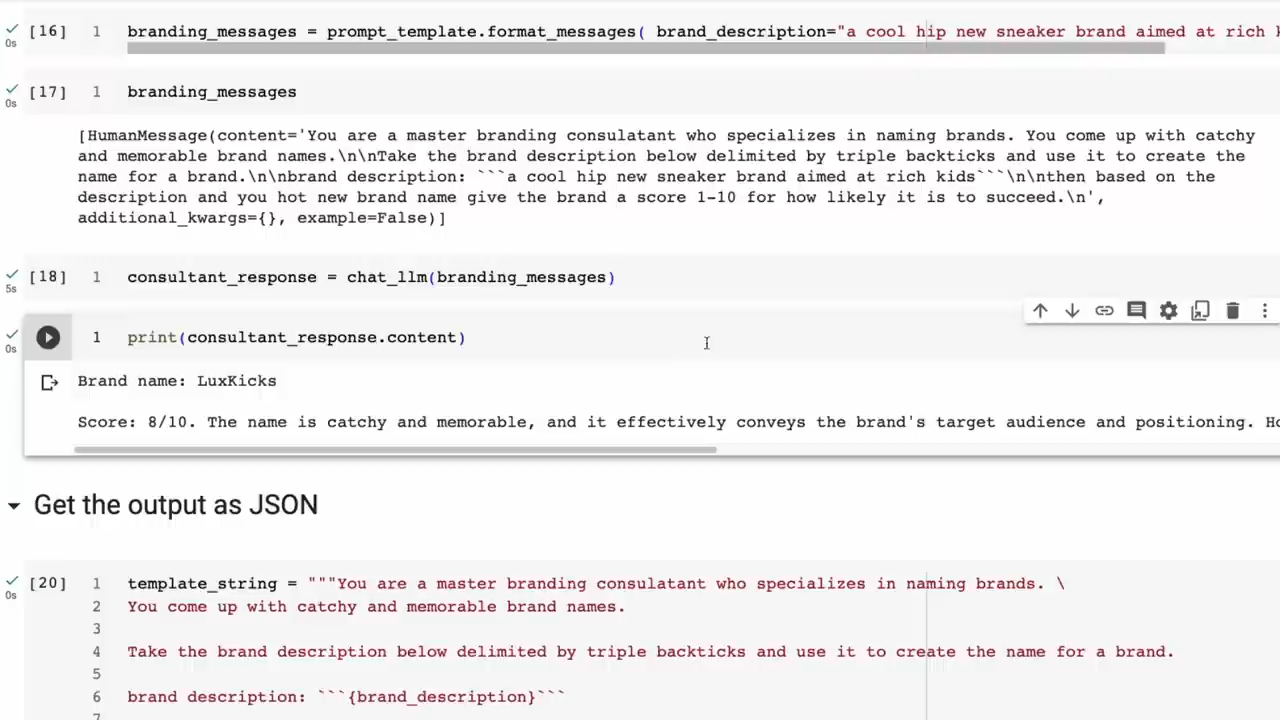 [16] 1 branding_messages = prompt_template.format_messages( brand_description="a cool hip new sneaker brand aimed at rich
0s
[17] 1 branding_messages
0s
[HumanMessage(content='You are a master branding consulatant who specializes in naming brands. You come up with catchy
and memorable brand names.\n\nTake the brand description below delimited by triple backticks and use it to create the
name for a brand.\n\nbrand description: ```a cool hip new sneaker brand aimed at rich kids```\n\nthen based on the
description and you hot new brand name give the brand a score 1-10 for how likely it is to succeed.\n',
additional_kwargs={}, example=False)]
[18] 1 consultant_response = chat_llm(branding_messages)
5s
1 print(consultant_response.content)
0s
Brand name: LuxKicks
Score: 8/10. The name is catchy and memorable, and it effectively conveys the brand's target audience and positioning.
Get the output as JSON
[20] 1 template_string = """You are a master branding consulatant who specializes in naming brands. \
0s
2 You come up with catchy and memorable brand names.
3
4 Take the brand description below delimited by triple backticks and use it to create the name for a brand.
5
6 brand description: ```{brand_description}```
7